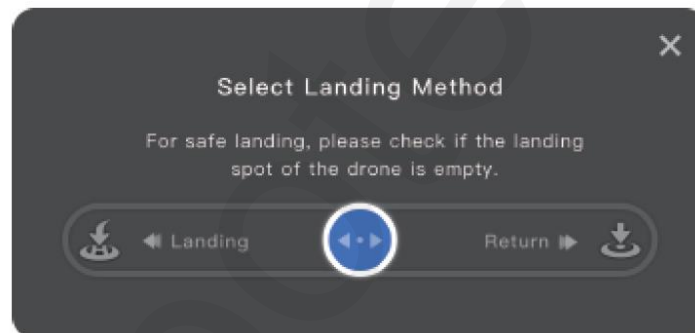 Select Landing Method
For safe landing, please check if the landing
spot of the drone is empty.
Landing Return